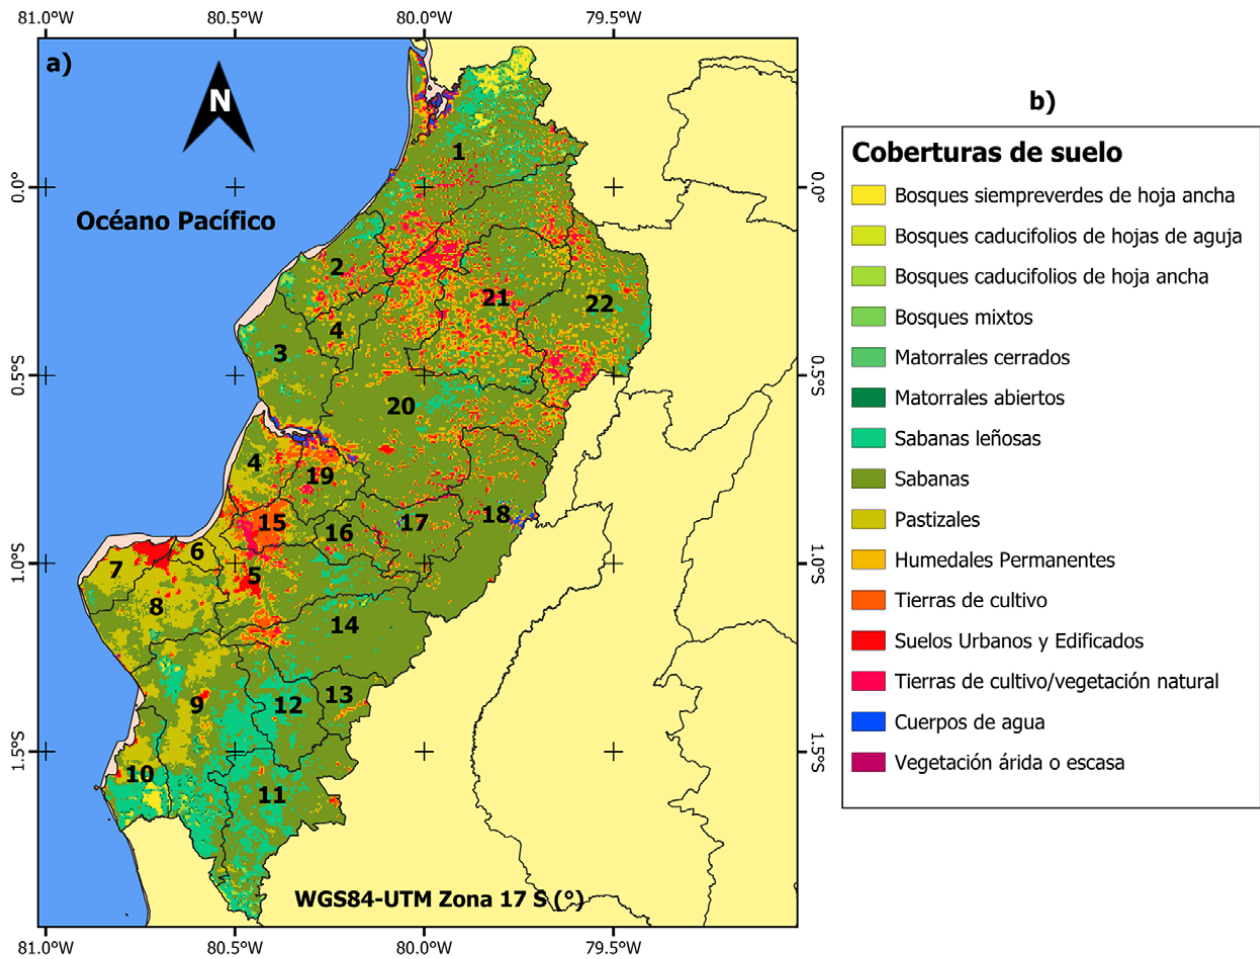 81.0°W 80.5°W 80.0°W 79.5°W
a)
N
Océano Pacífico
0.0°
0.5°S
1.0°S
1.5°S
0.0°
0.5°S
1.0°S
1.5°S
1
2
21
22
4
3
20
4
19
15
16
17
18
6
7
5
8
14
13
12
9
10
11
WGS84-UTM Zona 17 S (°)
81.0°W 80.5°W 80.0°W 79.5°W
b)
Coberturas de suelo
Bosques siempreverdes de hoja ancha
Bosques caducifolios de hojas de aguja
Bosques caducifolios de hoja ancha
Bosques mixtos
Matorrales cerrados
Matorrales abiertos
Sabanas leñosas
Sabanas
Pastizales
Humedales Permanentes
Tierras de cultivo
Suelos Urbanos y Edificados
Tierras de cultivo/vegetación natural
Cuerpos de agua
Vegetación árida o escasa